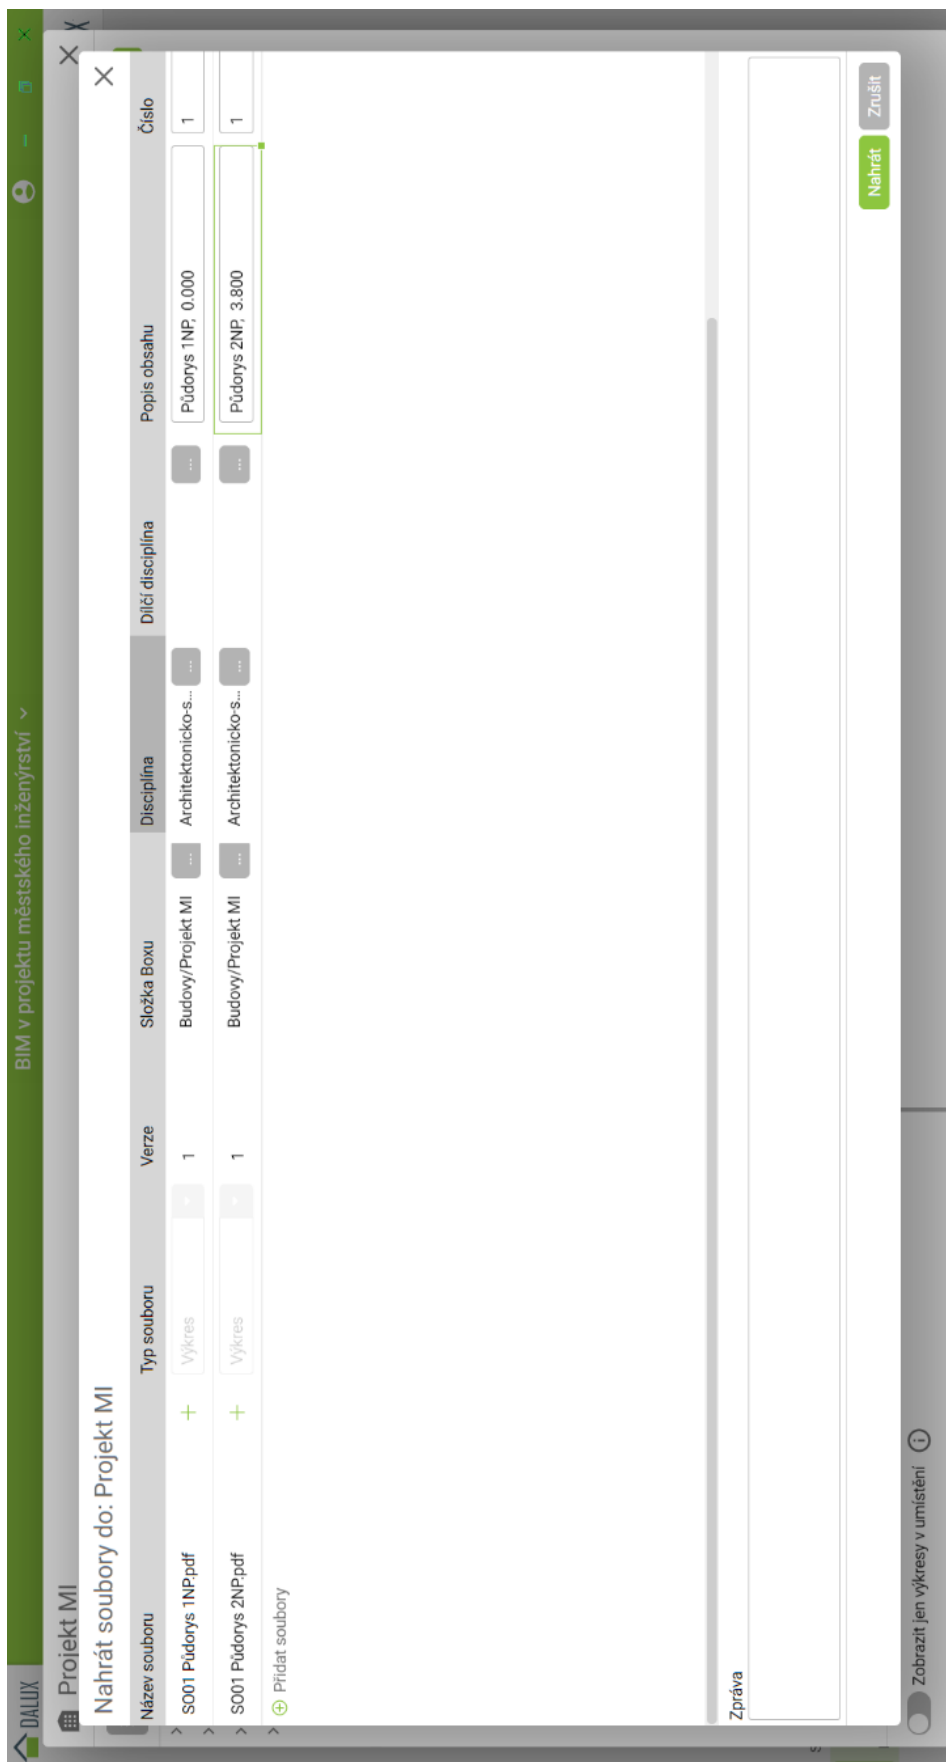 DALUX
BIM v projektu městského inženýrství
Projekt MI
Nahrát soubory do: Projekt MI
Název souboru Typ souboru Verze Složka Boxu Disciplína Dílčí disciplína Popis obsahu Číslo
SO01 Půdorys 1NP.pdf + Výkres 1 Budovy/Projekt MI ... Architektonicko-s... ... ... Půdorys 1NP, 0.000 1
SO01 Půdorys 2NP.pdf + Výkres 1 Budovy/Projekt MI ... Architektonicko-s... ... ... Půdorys 2NP, 3.800 1
Přidat soubory
Zpráva
Nahrát Zrušit
Zobrazit jen výkresy v umístění